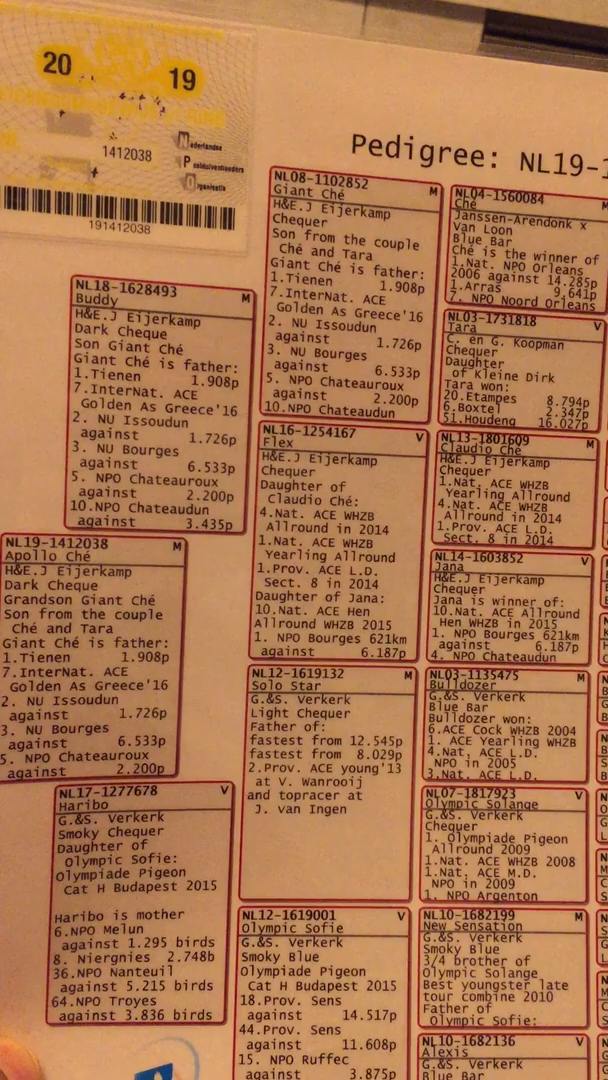 20 19
1412038
Nederlandse
Postduivenhouders
Organisatie
191412038
Pedigree: NL19-1
NL19-1412038 M
Apollo Ché
H&E.J Eijerkamp
Dark Cheque
Grandson Giant Ché
Son from the couple
Ché and Tara
Giant Ché is father:
1.Tienen 1.908p
7.InterNat. ACE
Golden As Greece'16
2. NU Issoudun
against 1.726p
3. NU Bourges
against 6.533p
5. NPO Chateauroux
against 2.200p
NL18-1628493 M
Buddy
H&E.J Eijerkamp
Dark Cheque
Son Giant Ché
Giant Ché is father:
1.Tienen 1.908p
7.InterNat. ACE
Golden As Greece'16
2. NU Issoudun
against 1.726p
3. NU Bourges
against 6.533p
5. NPO Chateauroux
against 2.200p
10.NPO Chateaudun
against 3.435p
NL17-1277678 V
Haribo
G.&S. Verkerk
Smoky Chequer
Daughter of
Olympic Sofie:
Olympiade Pigeon
Cat H Budapest 2015
Haribo is mother
6.NPO Melun
against 1.295 birds
8. Niergnies 2.748b
36.NPO Nanteuil
against 5.215 birds
64.NPO Troyes
against 3.836 birds
NL08-1102852 M
Giant Ché
H&E.J Eijerkamp
Chequer
Son from the couple
Ché and Tara
Giant Ché is father:
1.Tienen 1.908p
7.InterNat. ACE
Golden As Greece'16
2. NU Issoudun
against 1.726p
3. NU Bourges
against 6.533p
5. NPO Chateauroux
against 2.200p
10.NPO Chateaudun
NL16-1254167 V
Flex
H&E.J Eijerkamp
Chequer
Daughter of
Claudio Ché:
4.Nat. ACE WHZB
Allround in 2014
1.Nat. ACE WHZB
Yearling Allround
1.Prov. ACE L.D.
Sect. 8 in 2014
Daughter of Jana:
10.Nat. ACE Hen
Allround WHZB 2015
1. NPO Bourges 621km
6.187p
NL12-1619132 M
Solo Star
G.&S. Verkerk
Light Chequer
Father of:
fastest from 12.545p
fastest from 8.029p
2.Prov. ACE young'13
at V. Wanrooij
and topracer at
J. van Ingen
NL12-1619001 V
Olympic Sofie
G.&S. Verkerk
Smoky Blue
Olympiade Pigeon
Cat H Budapest 2015
18.Prov. Sens
against 14.517p
44.Prov. Sens
against 11.608p
15. NPO Ruffec
against 3.875p
NL04-1560084 M
Ché
Janssen-Arendonk x
Van Loon
Blue Bar
Ché is the winner of
1.Nat. NPO Orleans
2006 against 14.285p
1.Arras 9.641p
7. NPO Noord Orleans
NL03-1731818 V
Tara
C. en G. Koopman
Chequer
Daughter
of Kleine Dirk
Tara won:
20.Etampes 8.794p
6.Boxtel 2.347p
51.Houdeng 16.027p
NL13-1801609 M
Claudio Ché
H&E.J Eijerkamp
Chequer
1.Nat. ACE WHZB
Yearling Allround
4.Nat. ACE WHZB
Allround in 2014
1.Prov. ACE L.D.
Sect. 8 in 2014
NL14-1603852 V
Jana
H&E.J Eijerkamp
Chequer
Jana is winner of:
10.Nat. ACE Allround
Hen WHZB in 2015
1. NPO Bourges 621km
6.187p
4. NPO Chateaudun
NL03-1135475 M
Bulldozer
G.&S. Verkerk
Blue Bar
Bulldozer won:
6.ACE Cock WHZB 2004
1. ACE Yearling WHZB
4.Nat. ACE L.D.
NPO in 2005
3.Nat. ACE L.D.
NL07-1817923 V
Olympic Solange
G.&S. Verkerk
Chequer
1. Olympiade Pigeon
Allround 2009
1.Nat. ACE WHZB 2008
1.Nat. ACE M.D.
NPO in 2009
1. NPO Argenton
NL10-1682199 M
New Sensation
G.&S. Verkerk
Smoky Blue
3/4 brother of
Olympic Solange
Best youngster late
tour combine 2010
Father of
Olympic Sofie:
NL10-1682136 V
Alexis
G.&S. Verkerk
Blue Bar